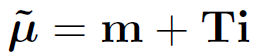 μ̃ = m + Ti